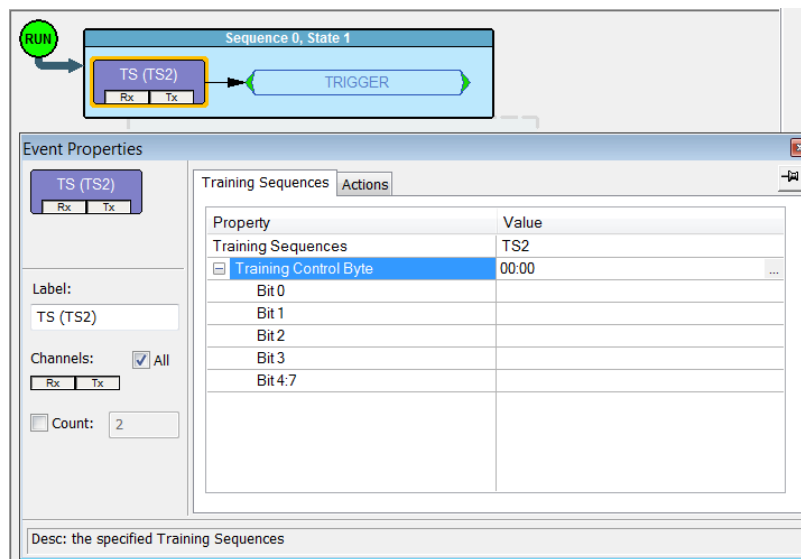 RUN
Sequence 0, State 1
TS (TS2)
Rx Tx
TRIGGER
Event Properties
TS (TS2)
Rx Tx
Training Sequences Actions
Property Value
Training Sequences TS2
Training Control Byte 00:00 ...
Bit 0
Bit 1
Bit 2
Bit 3
Bit 4:7
Label:
TS (TS2)
Channels: All
Rx Tx
Count: 2
Desc: the specified Training Sequences